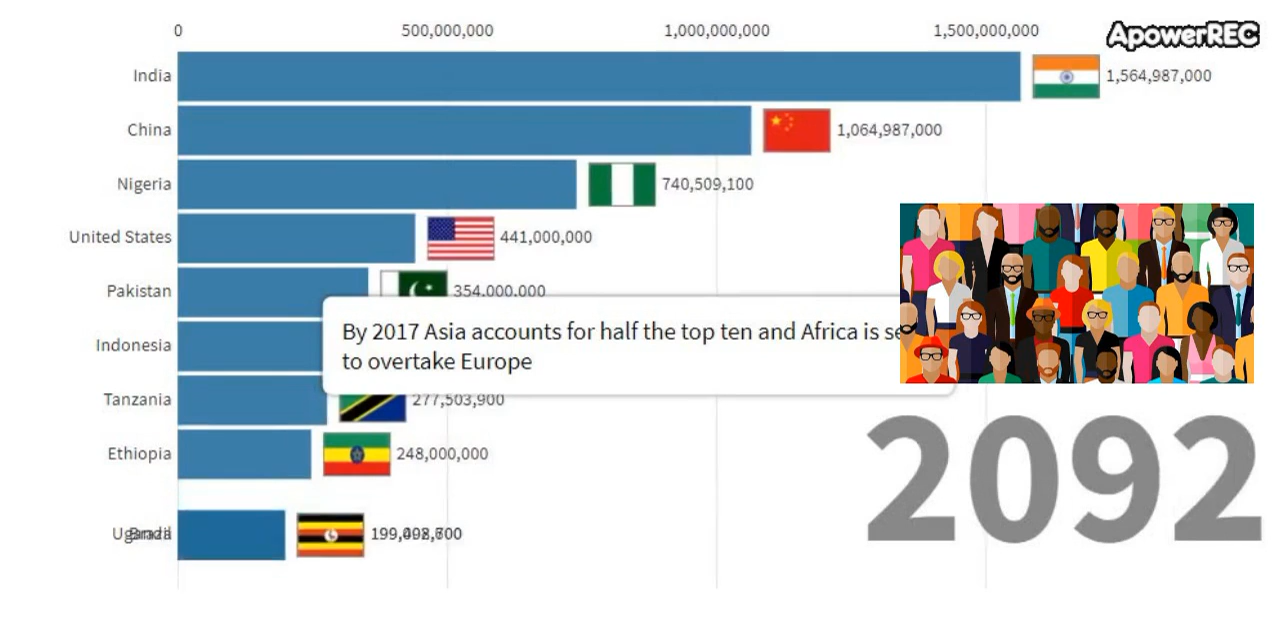 0 500,000,000 1,000,000,000 1,500,000,000
ApowerREC
India 1,564,987,000
China 1,064,987,000
Nigeria 740,509,100
United States 441,000,000
Pakistan 354,000,000
By 2017 Asia accounts for half the top ten and Africa is se
Indonesia
to overtake Europe
Tanzania 277,503,900
Ethiopia 248,000,000
2092